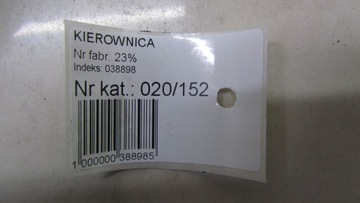 KIEROWNICA
Nr fabr. 23%
Indeks: 038898
Nr kat.: 020/152
1 000000 388985